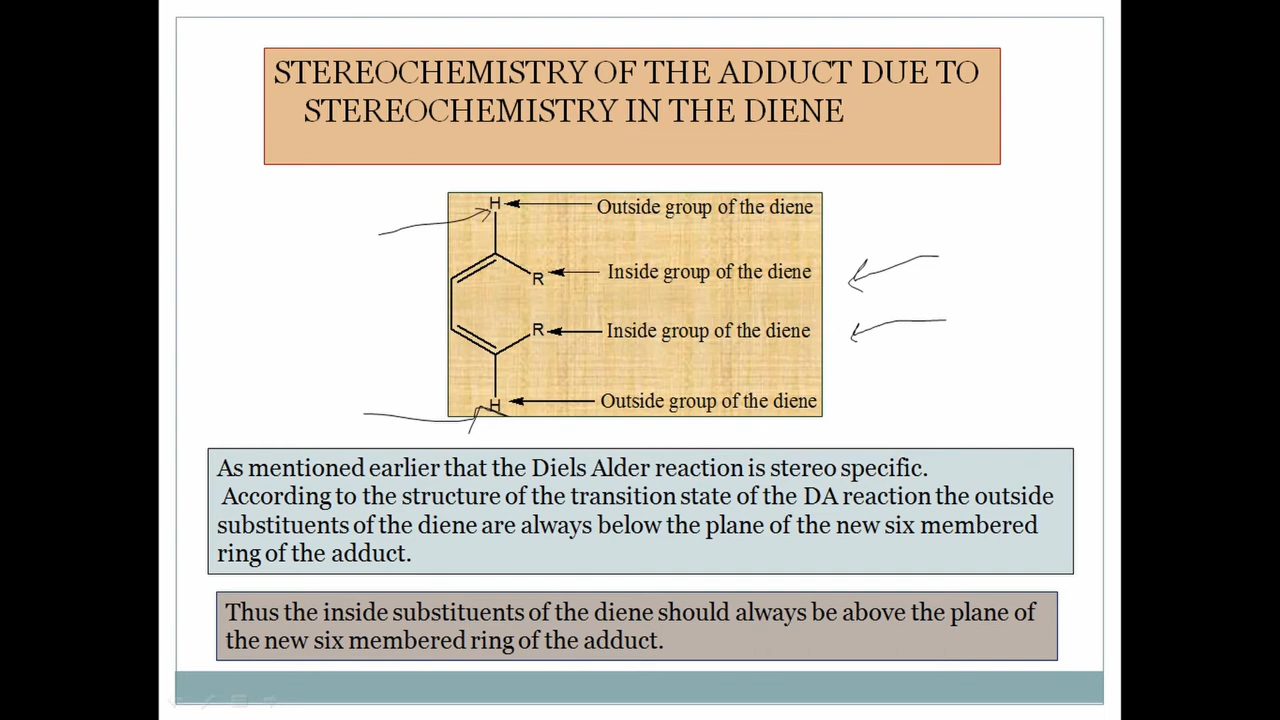 STEREOCHEMISTRY OF THE ADDUCT DUE TO
STEREOCHEMISTRY IN THE DIENE
H Outside group of the diene
R Inside group of the diene
R Inside group of the diene
H Outside group of the diene
As mentioned earlier that the Diels Alder reaction is stereo specific.
According to the structure of the transition state of the DA reaction the outside
substituents of the diene are always below the plane of the new six membered
ring of the adduct.
Thus the inside substituents of the diene should always be above the plane of
the new six membered ring of the adduct.